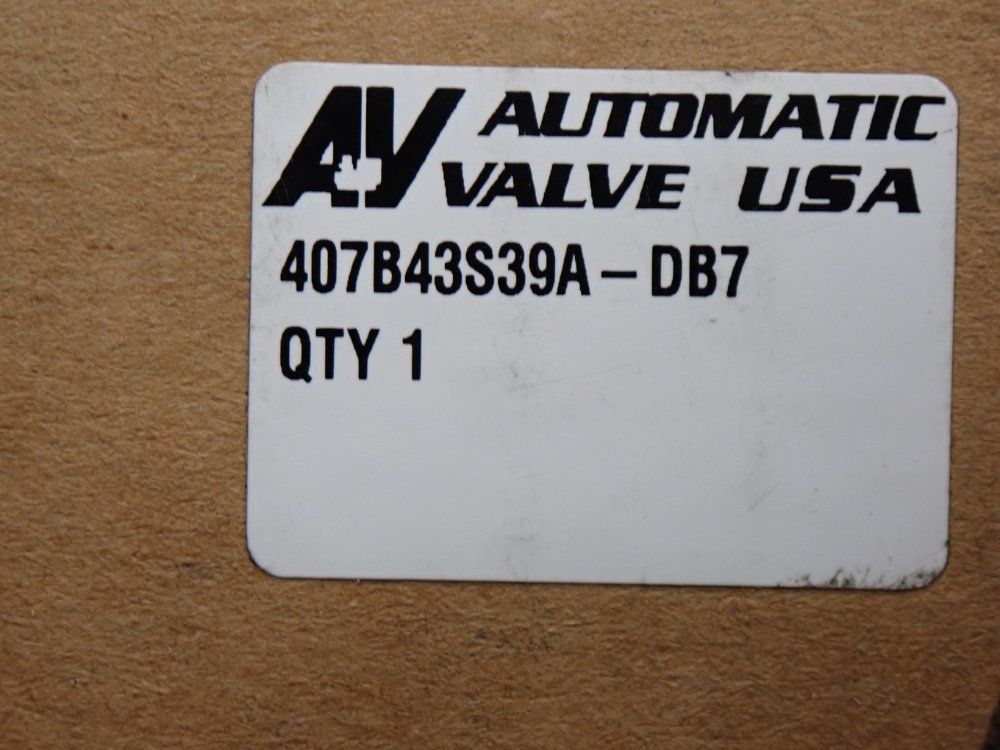 AV AUTOMATIC
VALVE USA
407B43S39A-DB7
QTY 1